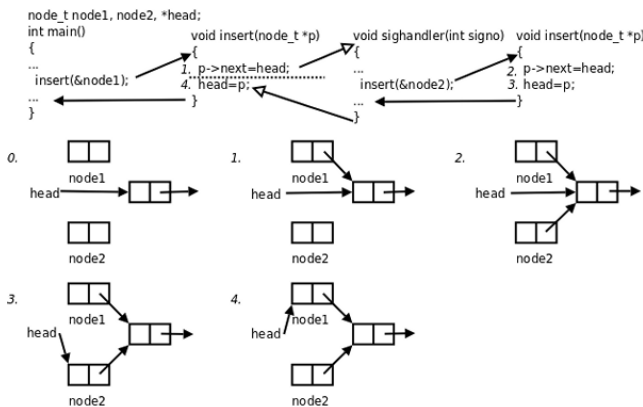 node_t node1, node2, *head;
int main()
{
...
insert(&node1);
...
}
void insert(node_t *p)
{
1. p->next=head;
4. head=p;
}
void sighandler(int signo)
{
...
insert(&node2);
...
}
void insert(node_t *p)
{
2. p->next=head;
3. head=p;
}
0.
node1
head
node2
1.
node1
head
node2
2.
node1
head
node2
3.
node1
head
node2
4.
node1
head
node2